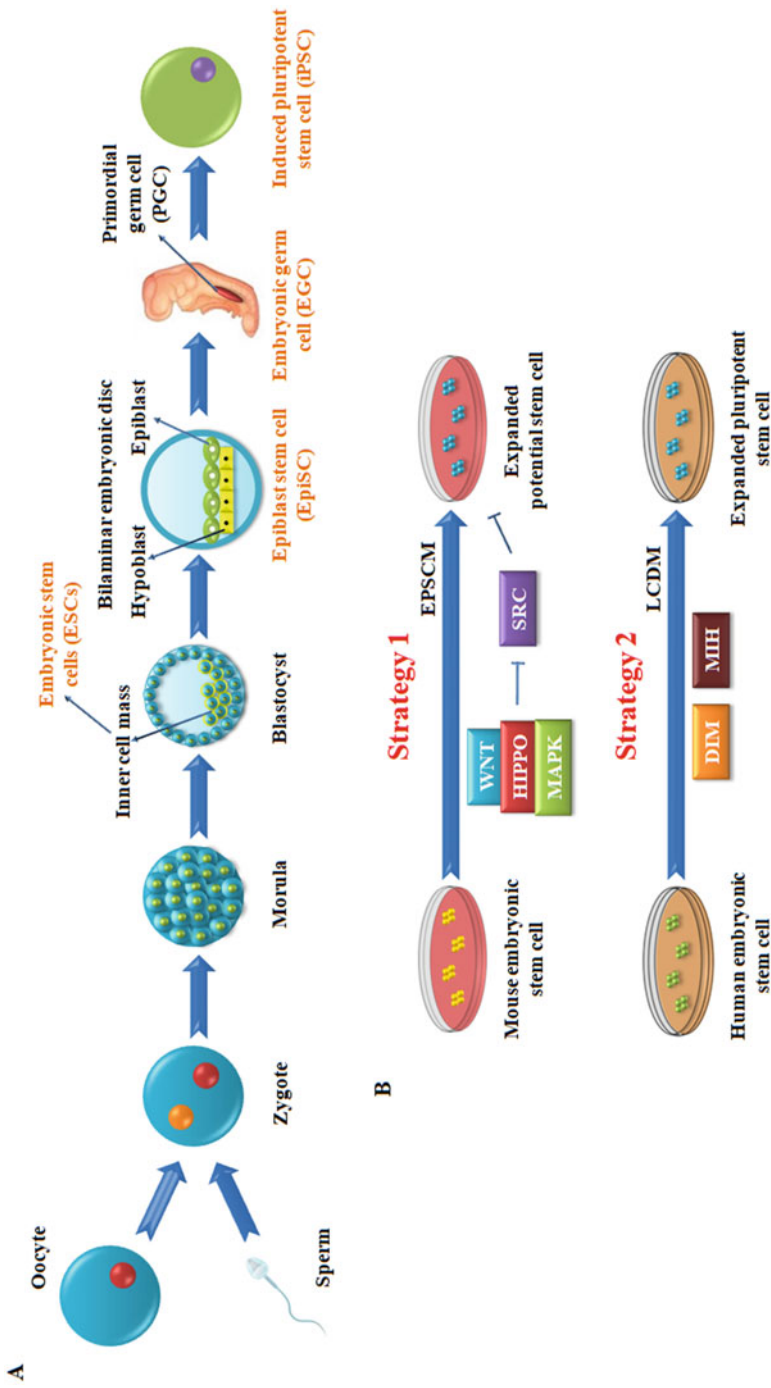 A
Oocyte
Sperm
Zygote
Morula
Inner cell mass
Embryonic stem
cells (ESCs)
Blastocyst
Bilaminar embryonic disc
Hypoblast
Epiblast
Epiblast stem cell
(EpiSC)
Primordial
germ cell
(PGC)
Embryonic germ
cell (EGC)
Induced pluripotent
stem cell (iPSC)
B
Strategy 1
Mouse embryonic
stem cell
EPSCM
WNT
HIPPO
MAPK
SRC
Expanded
potential stem cell
Strategy 2
Human embryonic
stem cell
LCDM
DIM
MIH
Expanded pluripotent
stem cell